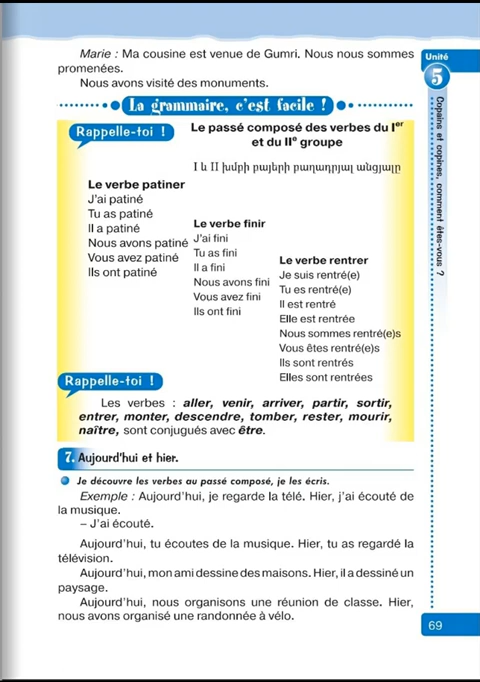 Marie : Ma cousine est venue de Gumri. Nous nous sommes
promenées.
Nous avons visité des monuments.
La grammaire, c'est facile !
Rappelle-toi !
Le passé composé des verbes du Ier
et du IIe groupe
I և II խմբի բայերի բաղադրյալ անցյալը
Le verbe patiner
J'ai patiné
Tu as patiné
Il a patiné
Nous avons patiné
Vous avez patiné
Ils ont patiné
Le verbe finir
J'ai fini
Tu as fini
Il a fini
Nous avons fini
Vous avez fini
Ils ont fini
Le verbe rentrer
Je suis rentré(e)
Tu es rentré(e)
Il est rentré
Elle est rentrée
Nous sommes rentré(e)s
Vous êtes rentré(e)s
Ils sont rentrés
Elles sont rentrées
Rappelle-toi !
Les verbes : aller, venir, arriver, partir, sortir,
entrer, monter, descendre, tomber, rester, mourir,
naître, sont conjugués avec être.
7. Aujourd'hui et hier.
Je découvre les verbes au passé composé, je les écris.
Exemple : Aujourd'hui, je regarde la télé. Hier, j'ai écouté de
la musique.
– J'ai écouté.
Aujourd'hui, tu écoutes de la musique. Hier, tu as regardé la
télévision.
Aujourd'hui, mon ami dessine des maisons. Hier, il a dessiné un
paysage.
Aujourd'hui, nous organisons une réunion de classe. Hier,
nous avons organisé une randonnée à vélo.
Unité
5
Copains et copines, comment êtes-vous ?
69